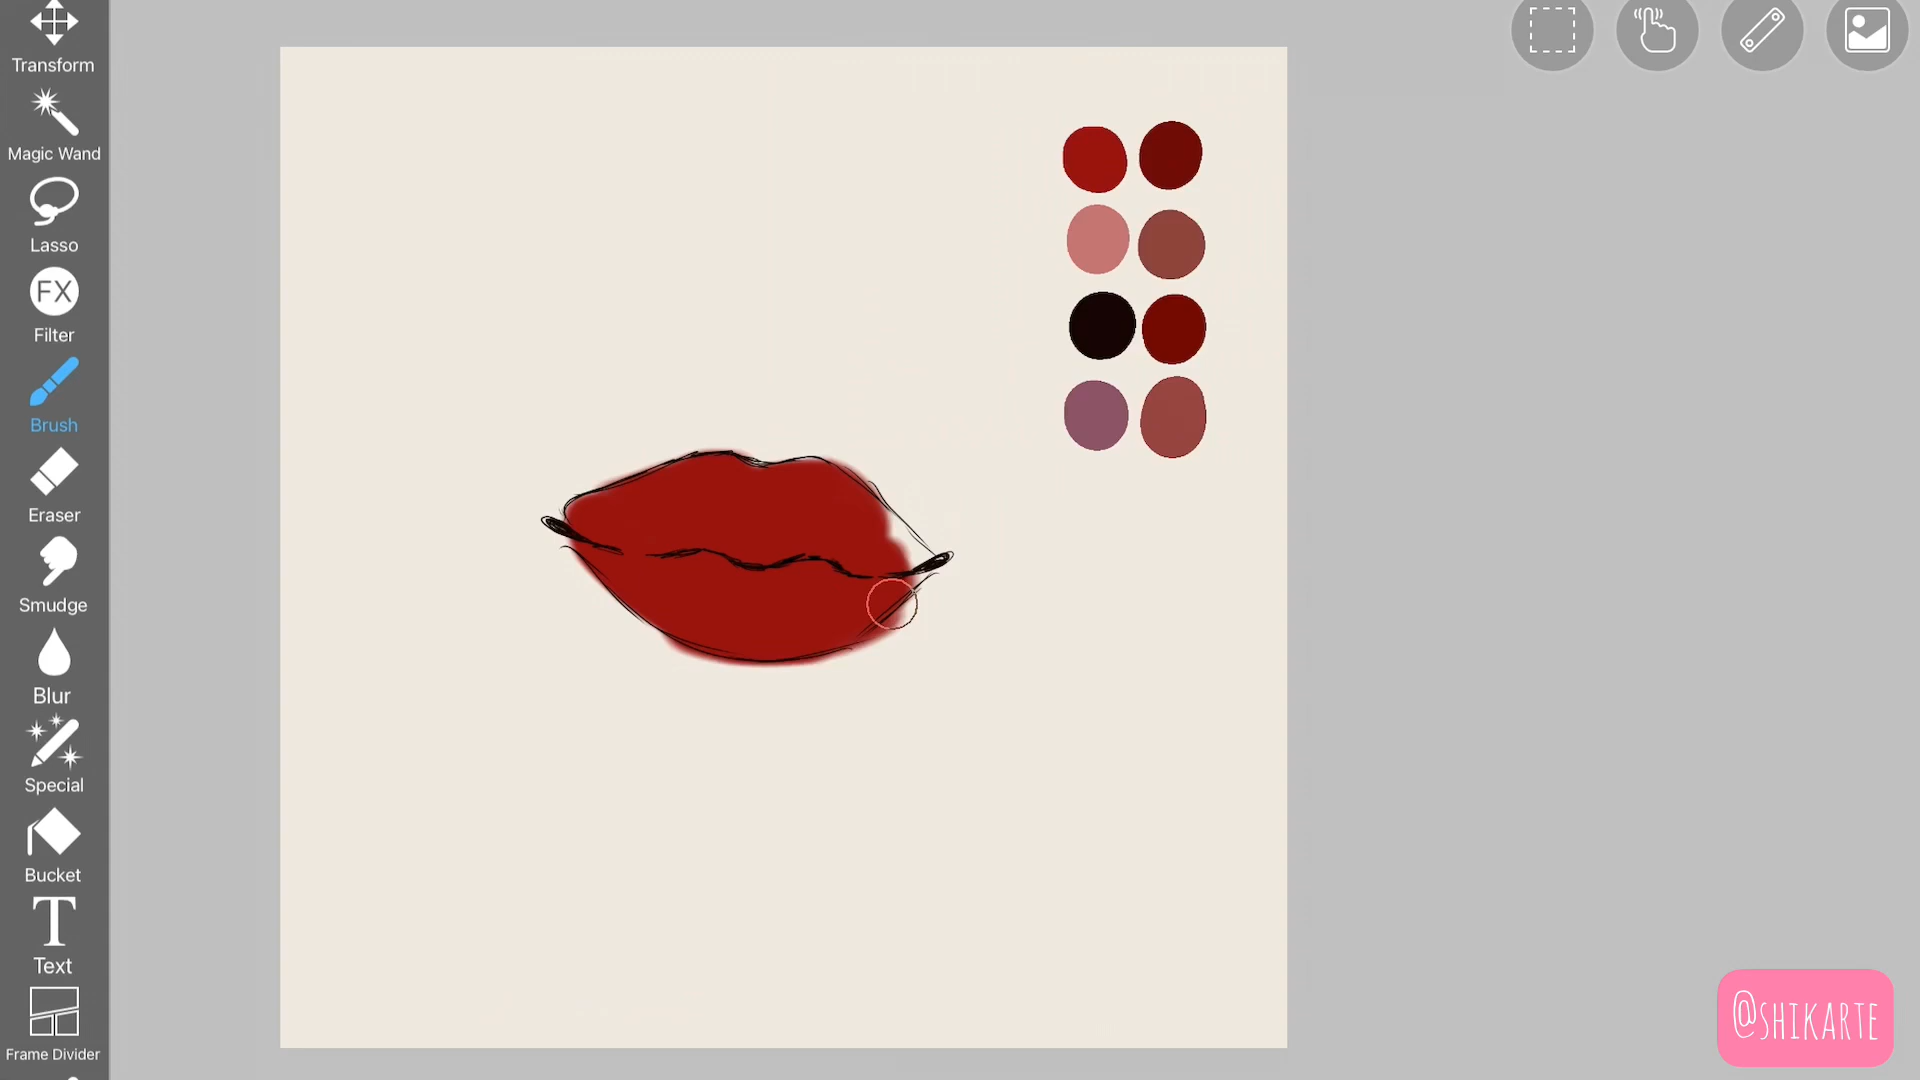 Transform
Magic Wand
Lasso
FX
Filter
Brush
Eraser
Smudge
Blur
Special
Bucket
T
Text
Frame Divider
@SHIKARTE